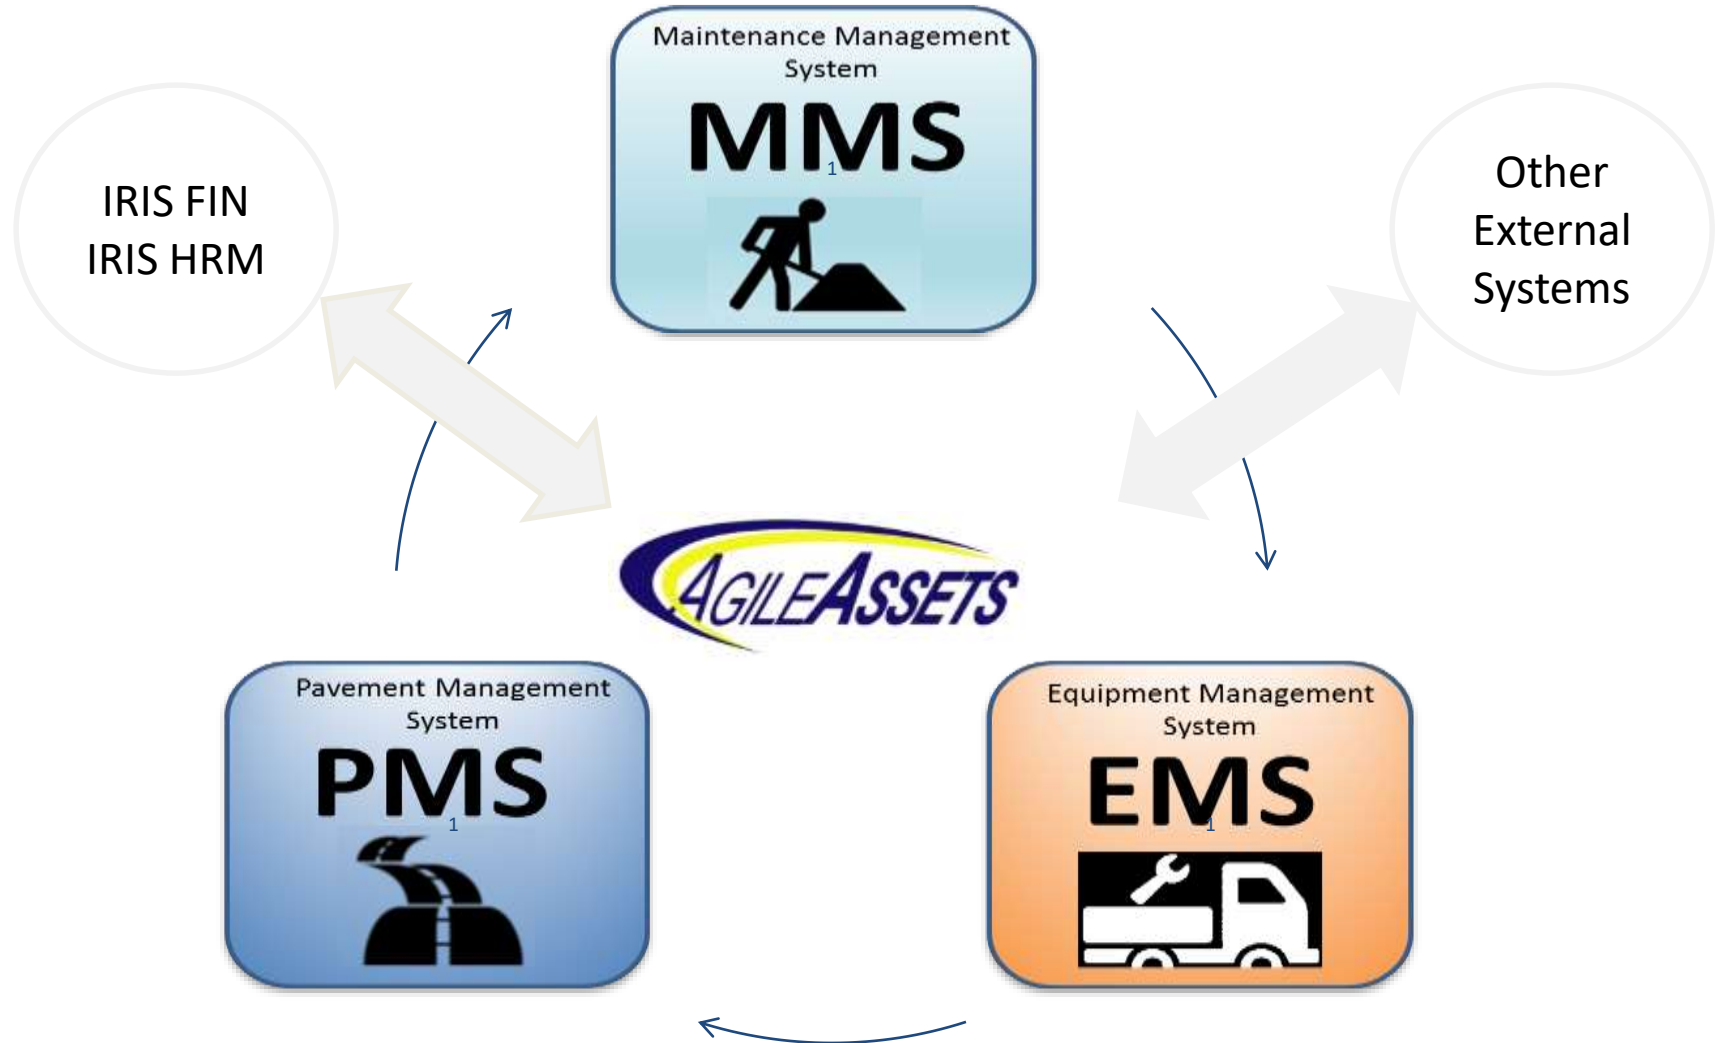 Maintenance Management
System
MMS
1
IRIS FIN
IRIS HRM
Other
External
Systems
AGILEASSETS
Pavement Management
System
PMS
1
Equipment Management
System
EMS
1